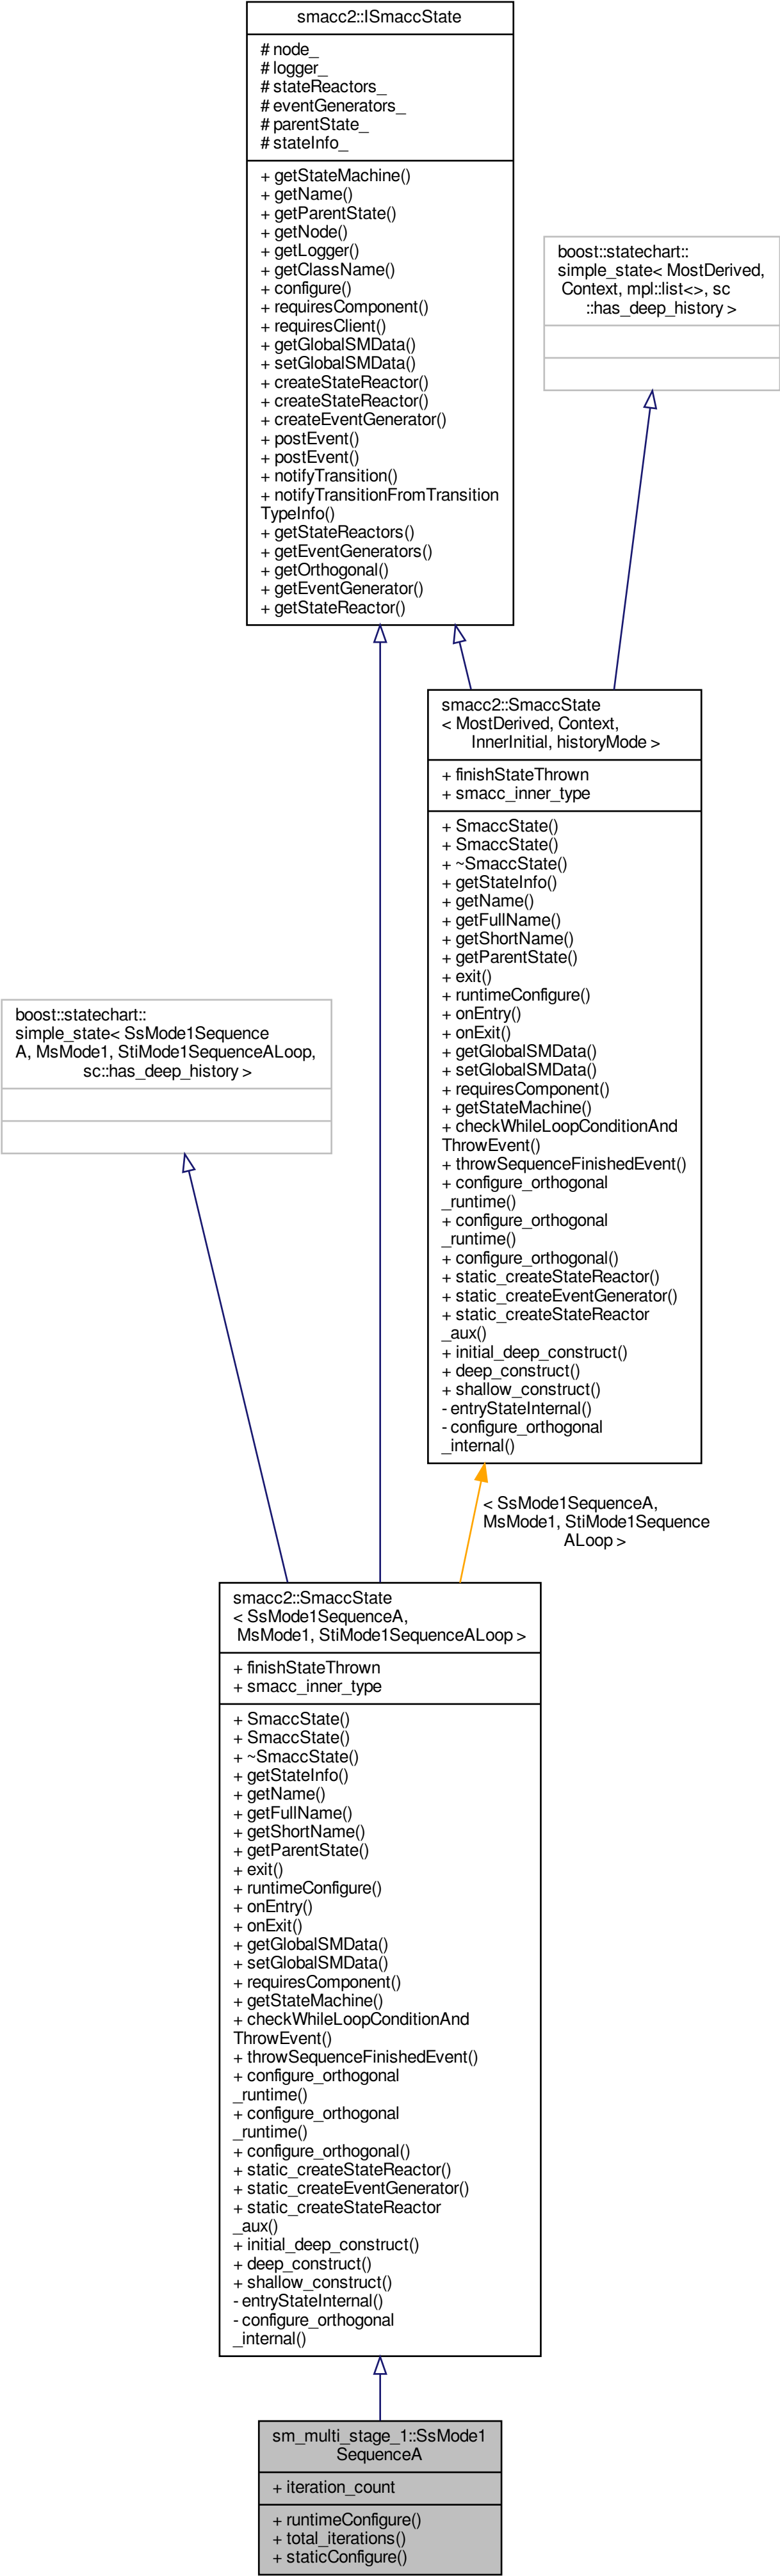 smacc2::ISmaccState
# node_
# logger_
# stateReactors_
# eventGenerators_
# parentState_
# stateInfo_
+ getStateMachine()
+ getName()
+ getParentState()
+ getNode()
+ getLogger()
+ getClassName()
+ configure()
+ requiresComponent()
+ requiresClient()
+ getGlobalSMData()
+ setGlobalSMData()
+ createStateReactor()
+ createStateReactor()
+ createEventGenerator()
+ postEvent()
+ postEvent()
+ notifyTransition()
+ notifyTransitionFromTransition
TypeInfo()
+ getStateReactors()
+ getEventGenerators()
+ getOrthogonal()
+ getEventGenerator()
+ getStateReactor()
boost::statechart::
simple_state< MostDerived,
Context, mpl::list<>, sc
::has_deep_history >
smacc2::SmaccState
< MostDerived, Context,
InnerInitial, historyMode >
+ finishStateThrown
+ smacc_inner_type
+ SmaccState()
+ SmaccState()
+ ~SmaccState()
+ getStateInfo()
+ getName()
+ getFullName()
+ getShortName()
+ getParentState()
+ exit()
+ runtimeConfigure()
+ onEntry()
+ onExit()
+ getGlobalSMData()
+ setGlobalSMData()
+ requiresComponent()
+ getStateMachine()
+ checkWhileLoopConditionAnd
ThrowEvent()
+ throwSequenceFinishedEvent()
+ configure_orthogonal
_runtime()
+ configure_orthogonal
_runtime()
+ configure_orthogonal()
+ static_createStateReactor()
+ static_createEventGenerator()
+ static_createStateReactor
_aux()
+ initial_deep_construct()
+ deep_construct()
+ shallow_construct()
- entryStateInternal()
- configure_orthogonal
_internal()
boost::statechart::
simple_state< SsMode1Sequence
A, MsMode1, StiMode1SequenceALoop,
sc::has_deep_history >
< SsMode1SequenceA,
MsMode1, StiMode1Sequence
ALoop >
smacc2::SmaccState
< SsMode1SequenceA,
MsMode1, StiMode1SequenceALoop >
+ finishStateThrown
+ smacc_inner_type
+ SmaccState()
+ SmaccState()
+ ~SmaccState()
+ getStateInfo()
+ getName()
+ getFullName()
+ getShortName()
+ getParentState()
+ exit()
+ runtimeConfigure()
+ onEntry()
+ onExit()
+ getGlobalSMData()
+ setGlobalSMData()
+ requiresComponent()
+ getStateMachine()
+ checkWhileLoopConditionAnd
ThrowEvent()
+ throwSequenceFinishedEvent()
+ configure_orthogonal
_runtime()
+ configure_orthogonal
_runtime()
+ configure_orthogonal()
+ static_createStateReactor()
+ static_createEventGenerator()
+ static_createStateReactor
_aux()
+ initial_deep_construct()
+ deep_construct()
+ shallow_construct()
- entryStateInternal()
- configure_orthogonal
_internal()
sm_multi_stage_1::SsMode1
SequenceA
+ iteration_count
+ runtimeConfigure()
+ total_iterations()
+ staticConfigure()